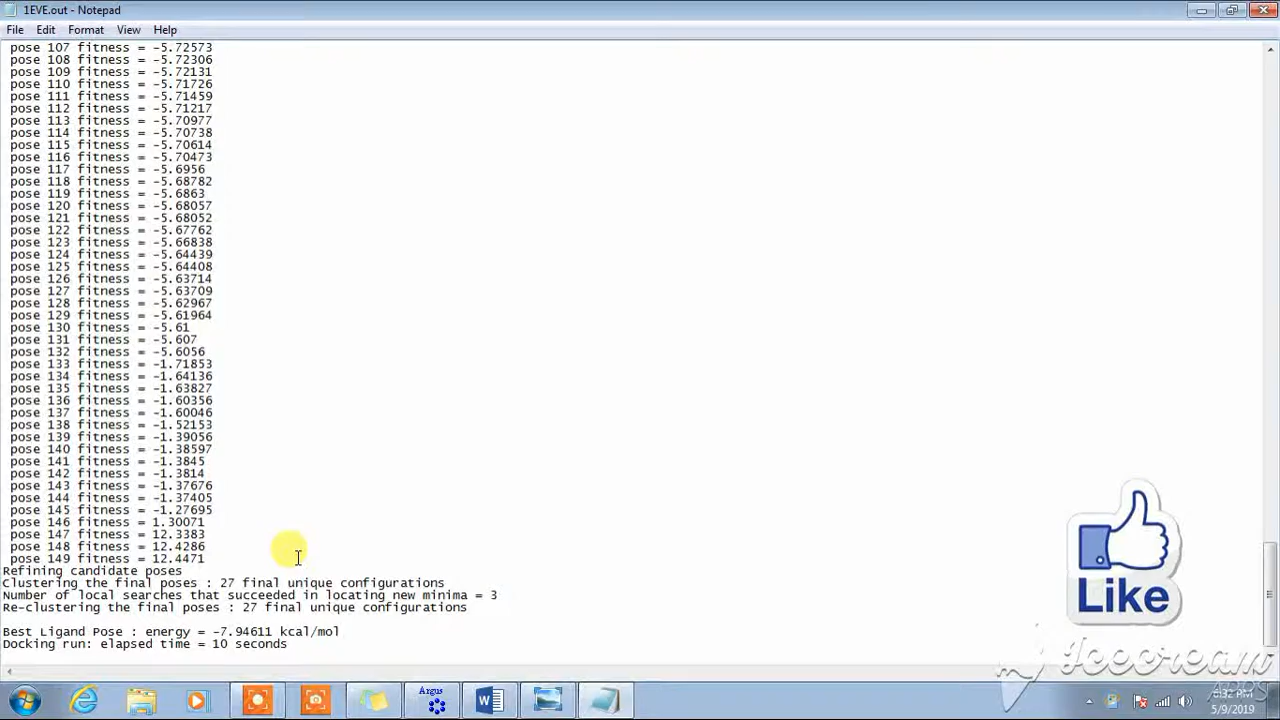 1EVE.out - Notepad
File Edit Format View Help
pose 107 fitness = -5.72573
pose 108 fitness = -5.72306
pose 109 fitness = -5.72131
pose 110 fitness = -5.71726
pose 111 fitness = -5.71459
pose 112 fitness = -5.71217
pose 113 fitness = -5.70977
pose 114 fitness = -5.70738
pose 115 fitness = -5.70614
pose 116 fitness = -5.70473
pose 117 fitness = -5.6956
pose 118 fitness = -5.68782
pose 119 fitness = -5.6863
pose 120 fitness = -5.68057
pose 121 fitness = -5.68052
pose 122 fitness = -5.67762
pose 123 fitness = -5.66838
pose 124 fitness = -5.64439
pose 125 fitness = -5.64408
pose 126 fitness = -5.63714
pose 127 fitness = -5.63709
pose 128 fitness = -5.62967
pose 129 fitness = -5.61964
pose 130 fitness = -5.61
pose 131 fitness = -5.607
pose 132 fitness = -5.6056
pose 133 fitness = -1.71853
pose 134 fitness = -1.64136
pose 135 fitness = -1.63827
pose 136 fitness = -1.60356
pose 137 fitness = -1.60046
pose 138 fitness = -1.52153
pose 139 fitness = -1.39056
pose 140 fitness = -1.38597
pose 141 fitness = -1.3845
pose 142 fitness = -1.3814
pose 143 fitness = -1.37676
pose 144 fitness = -1.37405
pose 145 fitness = -1.27695
pose 146 fitness = 1.30071
pose 147 fitness = 12.3383
pose 148 fitness = 12.4286
pose 149 fitness = 12.4471
Refining candidate poses
Clustering the final poses : 27 final unique configurations
Number of local searches that succeeded in locating new minima = 3
Re-clustering the final poses : 27 final unique configurations
Best Ligand Pose : energy = -7.94611 kcal/mol
Docking run: elapsed time = 10 seconds
Like
Icecream
APPS
Argus
6:32 PM
5/9/2019